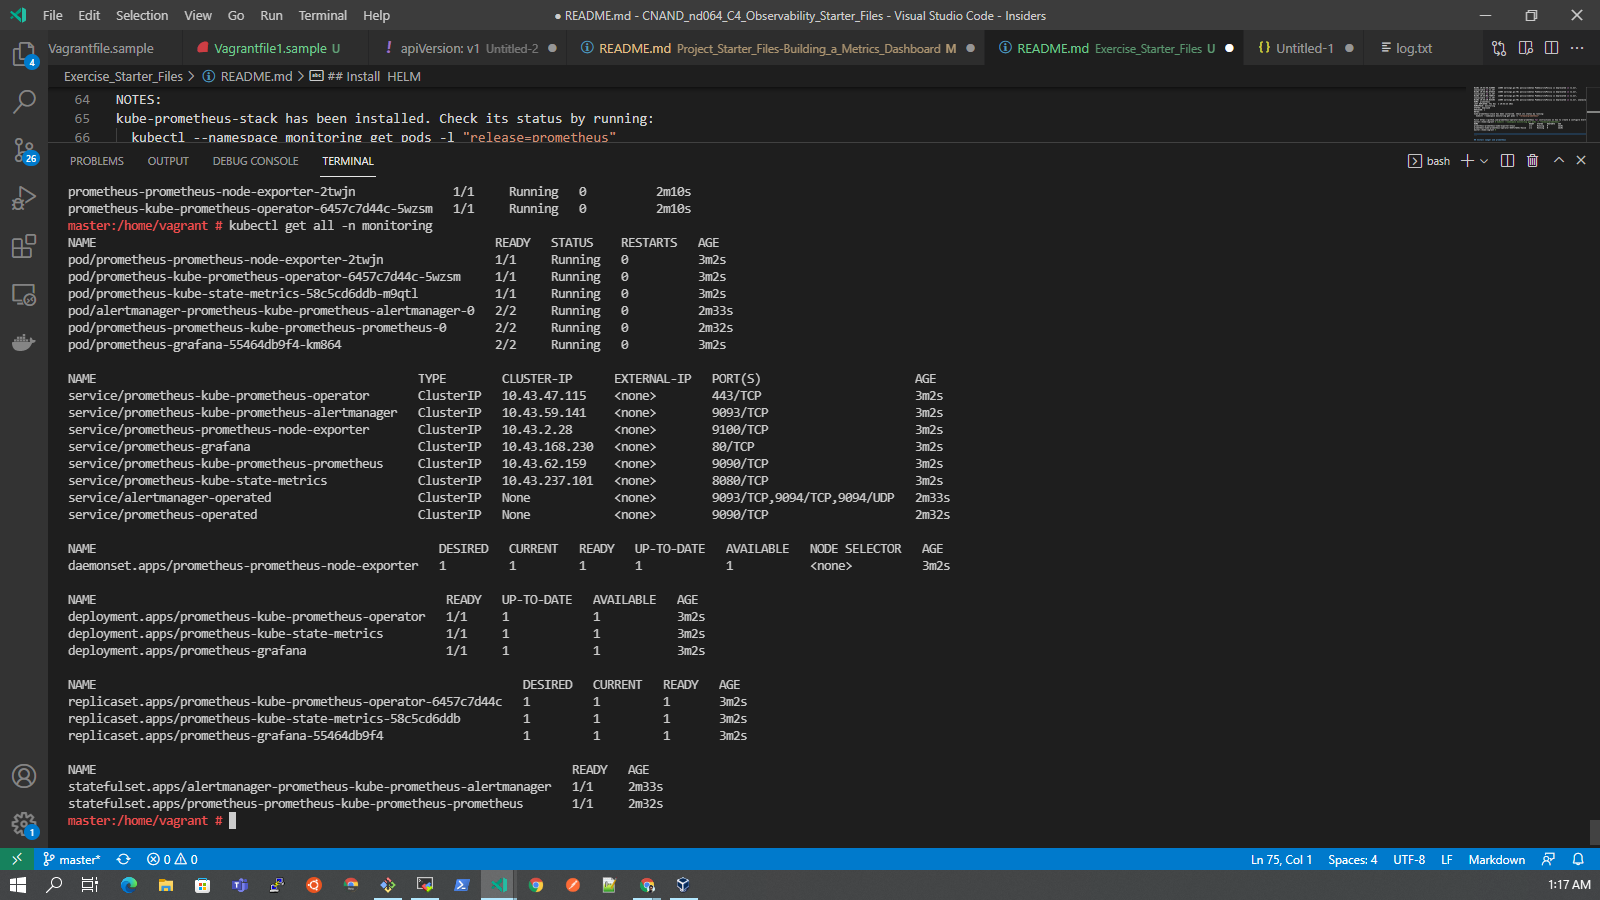 File Edit Selection View Go Run Terminal Help
● README.md - CNAND_nd064_C4_Observability_Starter_Files - Visual Studio Code - Insiders
Vagrantfile.sample
Vagrantfile1.sample U
! apiVersion: v1 Untitled-2 ●
README.md Project_Starter_Files-Building_a_Metrics_Dashboard M ●
README.md Exercise_Starter_Files U ●
{} Untitled-1 ●
log.txt
Exercise_Starter_Files > README.md > ## Install HELM
64 NOTES:
65 kube-prometheus-stack has been installed. Check its status by running:
66 kubectl --namespace monitoring get pods -l "release=prometheus"
PROBLEMS OUTPUT DEBUG CONSOLE TERMINAL
bash
prometheus-prometheus-node-exporter-2twjn 1/1 Running 0 2m10s
prometheus-kube-prometheus-operator-6457c7d44c-5wzsm 1/1 Running 0 2m10s
master:/home/vagrant # kubectl get all -n monitoring
NAME READY STATUS RESTARTS AGE
pod/prometheus-prometheus-node-exporter-2twjn 1/1 Running 0 3m2s
pod/prometheus-kube-prometheus-operator-6457c7d44c-5wzsm 1/1 Running 0 3m2s
pod/prometheus-kube-state-metrics-58c5cd6ddb-m9qtl 1/1 Running 0 3m2s
pod/alertmanager-prometheus-kube-prometheus-alertmanager-0 2/2 Running 0 2m33s
pod/prometheus-prometheus-kube-prometheus-prometheus-0 2/2 Running 0 2m32s
pod/prometheus-grafana-55464db9f4-km864 2/2 Running 0 3m2s
NAME TYPE CLUSTER-IP EXTERNAL-IP PORT(S) AGE
service/prometheus-kube-prometheus-operator ClusterIP 10.43.47.115 <none> 443/TCP 3m2s
service/prometheus-kube-prometheus-alertmanager ClusterIP 10.43.59.141 <none> 9093/TCP 3m2s
service/prometheus-prometheus-node-exporter ClusterIP 10.43.2.28 <none> 9100/TCP 3m2s
service/prometheus-grafana ClusterIP 10.43.168.230 <none> 80/TCP 3m2s
service/prometheus-kube-prometheus-prometheus ClusterIP 10.43.62.159 <none> 9090/TCP 3m2s
service/prometheus-kube-state-metrics ClusterIP 10.43.237.101 <none> 8080/TCP 3m2s
service/alertmanager-operated ClusterIP None <none> 9093/TCP,9094/TCP,9094/UDP 2m33s
service/prometheus-operated ClusterIP None <none> 9090/TCP 2m32s
NAME DESIRED CURRENT READY UP-TO-DATE AVAILABLE NODE SELECTOR AGE
daemonset.apps/prometheus-prometheus-node-exporter 1 1 1 1 1 <none> 3m2s
NAME READY UP-TO-DATE AVAILABLE AGE
deployment.apps/prometheus-kube-prometheus-operator 1/1 1 1 3m2s
deployment.apps/prometheus-kube-state-metrics 1/1 1 1 3m2s
deployment.apps/prometheus-grafana 1/1 1 1 3m2s
NAME DESIRED CURRENT READY AGE
replicaset.apps/prometheus-kube-prometheus-operator-6457c7d44c 1 1 1 3m2s
replicaset.apps/prometheus-kube-state-metrics-58c5cd6ddb 1 1 1 3m2s
replicaset.apps/prometheus-grafana-55464db9f4 1 1 1 3m2s
NAME READY AGE
statefulset.apps/alertmanager-prometheus-kube-prometheus-alertmanager 1/1 2m33s
statefulset.apps/prometheus-prometheus-kube-prometheus-prometheus 1/1 2m32s
master:/home/vagrant #
4
26
1
master* 0 0
Ln 75, Col 1 Spaces: 4 UTF-8 LF Markdown
1:17 AM